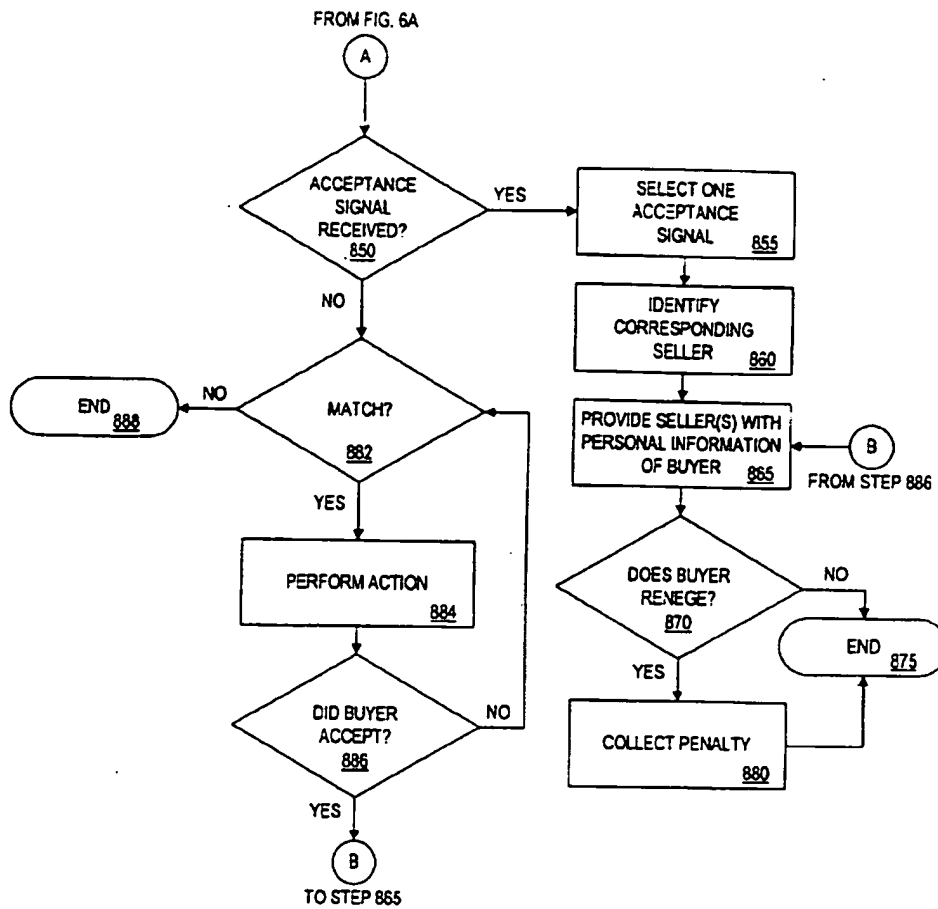 FROM FIG. 6A
A
ACCEPTANCE
SIGNAL
RECEIVED?
850
YES
NO
SELECT ONE
ACCEPTANCE
SIGNAL
855
IDENTIFY
CORRESPONDING
SELLER
860
PROVIDE SELLER(S) WITH
PERSONAL INFORMATION
OF BUYER
865
B
FROM STEP 886
MATCH?
882
NO
END
888
YES
PERFORM ACTION
884
DID BUYER
ACCEPT?
886
NO
YES
B
TO STEP 865
DOES BUYER
RENEGE?
870
NO
END
875
YES
COLLECT PENALTY
880